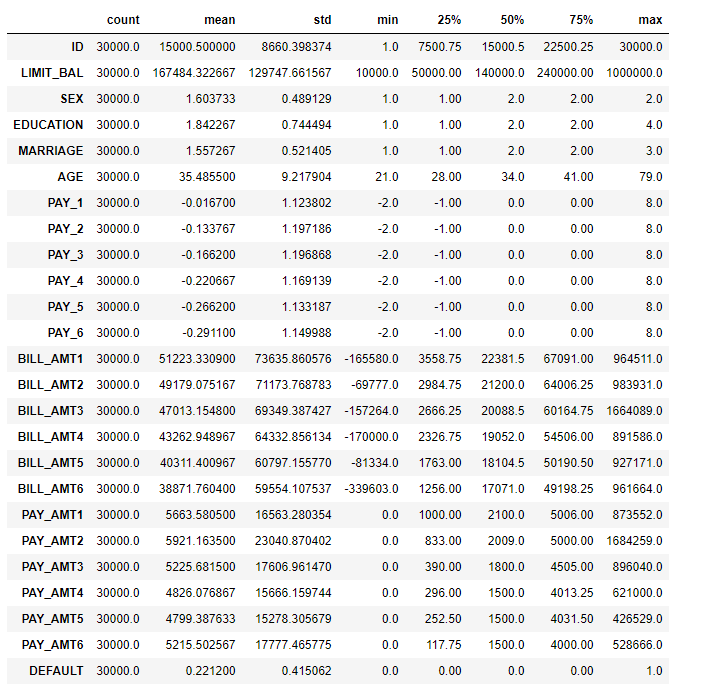 count mean std min 25% 50% 75% max
ID 30000.0 15000.500000 8660.398374 1.0 7500.75 15000.5 22500.25 30000.0
LIMIT_BAL 30000.0 167484.322667 129747.661567 10000.0 50000.00 140000.0 240000.00 1000000.0
SEX 30000.0 1.603733 0.489129 1.0 1.00 2.0 2.00 2.0
EDUCATION 30000.0 1.842267 0.744494 1.0 1.00 2.0 2.00 4.0
MARRIAGE 30000.0 1.557267 0.521405 1.0 1.00 2.0 2.00 3.0
AGE 30000.0 35.485500 9.217904 21.0 28.00 34.0 41.00 79.0
PAY_1 30000.0 -0.016700 1.123802 -2.0 -1.00 0.0 0.00 8.0
PAY_2 30000.0 -0.133767 1.197186 -2.0 -1.00 0.0 0.00 8.0
PAY_3 30000.0 -0.166200 1.196868 -2.0 -1.00 0.0 0.00 8.0
PAY_4 30000.0 -0.220667 1.169139 -2.0 -1.00 0.0 0.00 8.0
PAY_5 30000.0 -0.266200 1.133187 -2.0 -1.00 0.0 0.00 8.0
PAY_6 30000.0 -0.291100 1.149988 -2.0 -1.00 0.0 0.00 8.0
BILL_AMT1 30000.0 51223.330900 73635.860576 -165580.0 3558.75 22381.5 67091.00 964511.0
BILL_AMT2 30000.0 49179.075167 71173.768783 -69777.0 2984.75 21200.0 64006.25 983931.0
BILL_AMT3 30000.0 47013.154800 69349.387427 -157264.0 2666.25 20088.5 60164.75 1664089.0
BILL_AMT4 30000.0 43262.948967 64332.856134 -170000.0 2326.75 19052.0 54506.00 891586.0
BILL_AMT5 30000.0 40311.400967 60797.155770 -81334.0 1763.00 18104.5 50190.50 927171.0
BILL_AMT6 30000.0 38871.760400 59554.107537 -339603.0 1256.00 17071.0 49198.25 961664.0
PAY_AMT1 30000.0 5663.580500 16563.280354 0.0 1000.00 2100.0 5006.00 873552.0
PAY_AMT2 30000.0 5921.163500 23040.870402 0.0 833.00 2009.0 5000.00 1684259.0
PAY_AMT3 30000.0 5225.681500 17606.961470 0.0 390.00 1800.0 4505.00 896040.0
PAY_AMT4 30000.0 4826.076867 15666.159744 0.0 296.00 1500.0 4013.25 621000.0
PAY_AMT5 30000.0 4799.387633 15278.305679 0.0 252.50 1500.0 4031.50 426529.0
PAY_AMT6 30000.0 5215.502567 17777.465775 0.0 117.75 1500.0 4000.00 528666.0
DEFAULT 30000.0 0.221200 0.415062 0.0 0.00 0.0 0.00 1.0